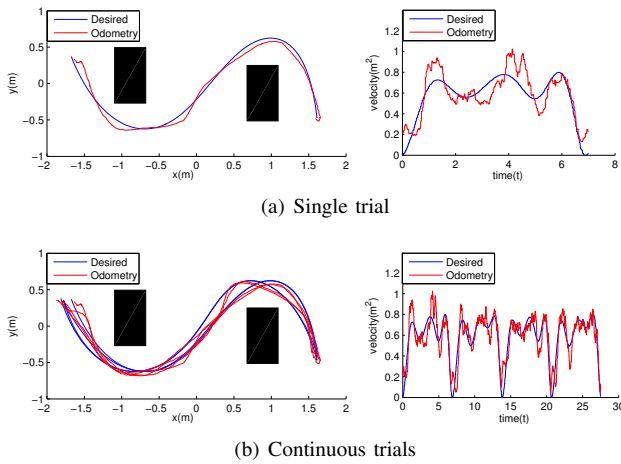 Desired
Odometry
1
0.5
0
−0.5
−1
y(m)
−2 −1.5 −1 −0.5 0 0.5 1 1.5 2
x(m)
Desired
Odometry
1.2
1
0.8
0.6
0.4
0.2
0
velocity(m²)
0 2 4 6 8
time(t)
(a) Single trial
Desired
Odometry
1
0.5
0
−0.5
−1
y(m)
−2 −1.5 −1 −0.5 0 0.5 1 1.5 2
x(m)
Desired
Odometry
1.2
1
0.8
0.6
0.4
0.2
0
velocity(m²)
0 5 10 15 20 25 30
time(t)
(b) Continuous trials